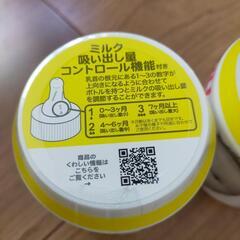 ミルク
吸い出し量
コントロール機能付き
乳首の根元にある1~3の数字が
上向きになるように合わせて
ボトルを持つとミルクの吸い出し量
を調節することができます。
1 0~3ヶ月 (吸い出し量小)
2 4~6ヶ月 (吸い出し量中)
3 7ヶ月以上 (吸い出し量大)
商品の
くわしい情報は
こちらを
ご覧ください